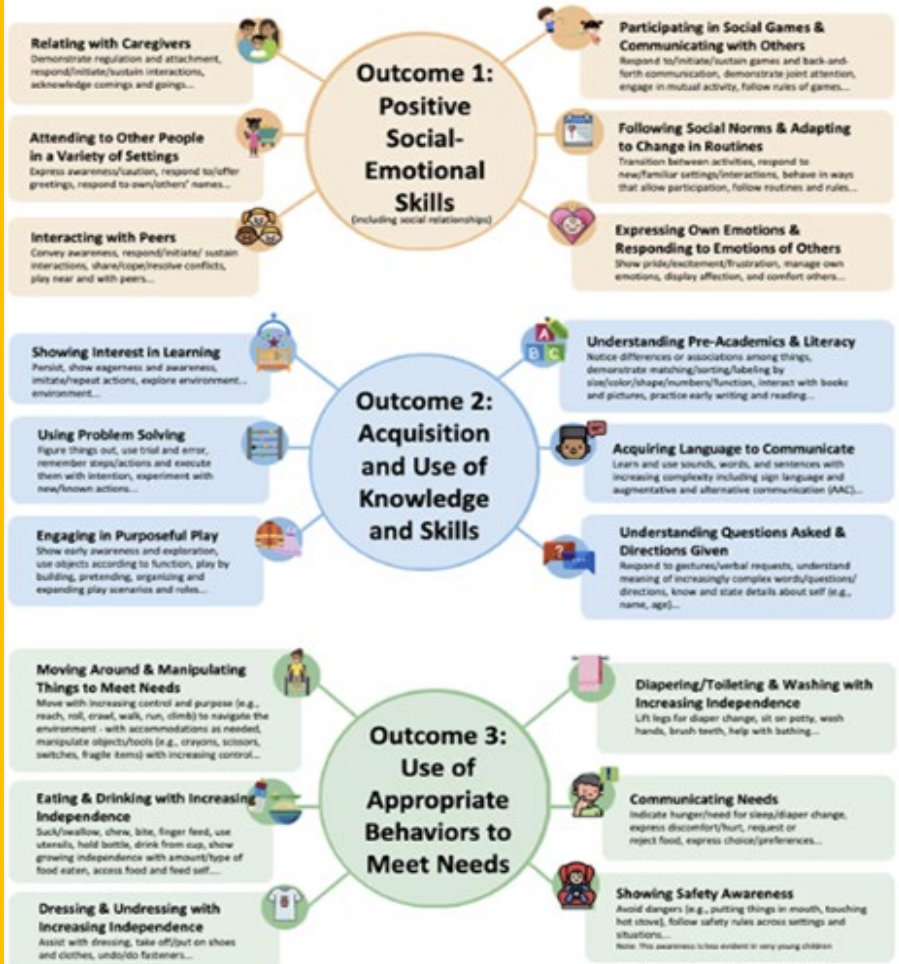 Outcome 1:
Positive
Social-
Emotional
Skills
(including social relationships)
Relating with Caregivers
Demonstrate regulation and attachment,
respond/initiate/sustain interactions,
acknowledge comings and goings...
Attending to Other People
in a Variety of Settings
Express awareness/caution, respond to/offer
greetings, respond to own/others' names...
Interacting with Peers
Convey awareness, respond/initiate/ sustain
interactions, share/cope/resolve conflicts,
play near and with peers...
Participating in Social Games &
Communicating with Others
Respond to/initiate/sustain games and back-and-
forth communication, demonstrate joint attention,
engage in mutual activity, follow rules of games...
Following Social Norms & Adapting
to Change in Routines
Transition between activities, respond to
new/familiar settings/interactions, behave in ways
that allow participation, follow routines and rules...
Expressing Own Emotions &
Responding to Emotions of Others
Show pride/excitement/frustration, manage own
emotions, display affection, and comfort others...
Outcome 2:
Acquisition
and Use of
Knowledge
and Skills
Showing Interest in Learning
Persist, show eagerness and awareness,
imitate/repeat actions, explore environment...
environment...
Using Problem Solving
Figure things out, use trial and error,
remember steps/actions and execute
them with intention, experiment with
new/known actions...
Engaging in Purposeful Play
Show early awareness and exploration,
use objects according to function, play by
building, pretending, organizing and
expanding play scenarios and roles...
A
B C
Understanding Pre-Academics & Literacy
Notice differences or associations among things,
demonstrate matching/sorting/labeling by
size/color/shape/numbers/function, interact with books
and pictures, practice early writing and reading...
Acquiring Language to Communicate
Learn and use sounds, words, and sentences with
increasing complexity including sign language and
augmentative and alternative communication (AAC)...
?
Understanding Questions Asked &
Directions Given
Respond to gestures/verbal requests, understand
meaning of increasingly complex words/questions/
directions, know and state details about self (e.g.,
name, age)...
Outcome 3:
Use of
Appropriate
Behaviors to
Meet Needs
Moving Around & Manipulating
Things to Meet Needs
Move with increasing control and purpose (e.g.,
reach, roll, crawl, walk, run, climb) to navigate the
environment - with accommodations as needed,
manipulate objects/tools (e.g., crayons, scissors,
switches, fragile items) with increasing control...
Eating & Drinking with Increasing
Independence
Suck/swallow, chew, bite, finger feed, use
utensils, hold bottle, drink from cup, show
growing independence with amount/type of
food eaten, access food and feed self....
Dressing & Undressing with
Increasing Independence
Assist with dressing, take off/put on shoes
and clothes, undo/do fasteners...
Diapering/Toileting & Washing with
Increasing Independence
Lift legs for diaper change, sit on potty, wash
hands, brush teeth, help with bathing...
!
Communicating Needs
Indicate hunger/need for sleep/diaper change,
express discomfort/hurt, request or
reject food, express choice/preferences...
Showing Safety Awareness
Avoid dangers (e.g., putting things in mouth, touching
hot stove), follow safety rules across settings and
situations...
Note: This awareness is less evident in very young children